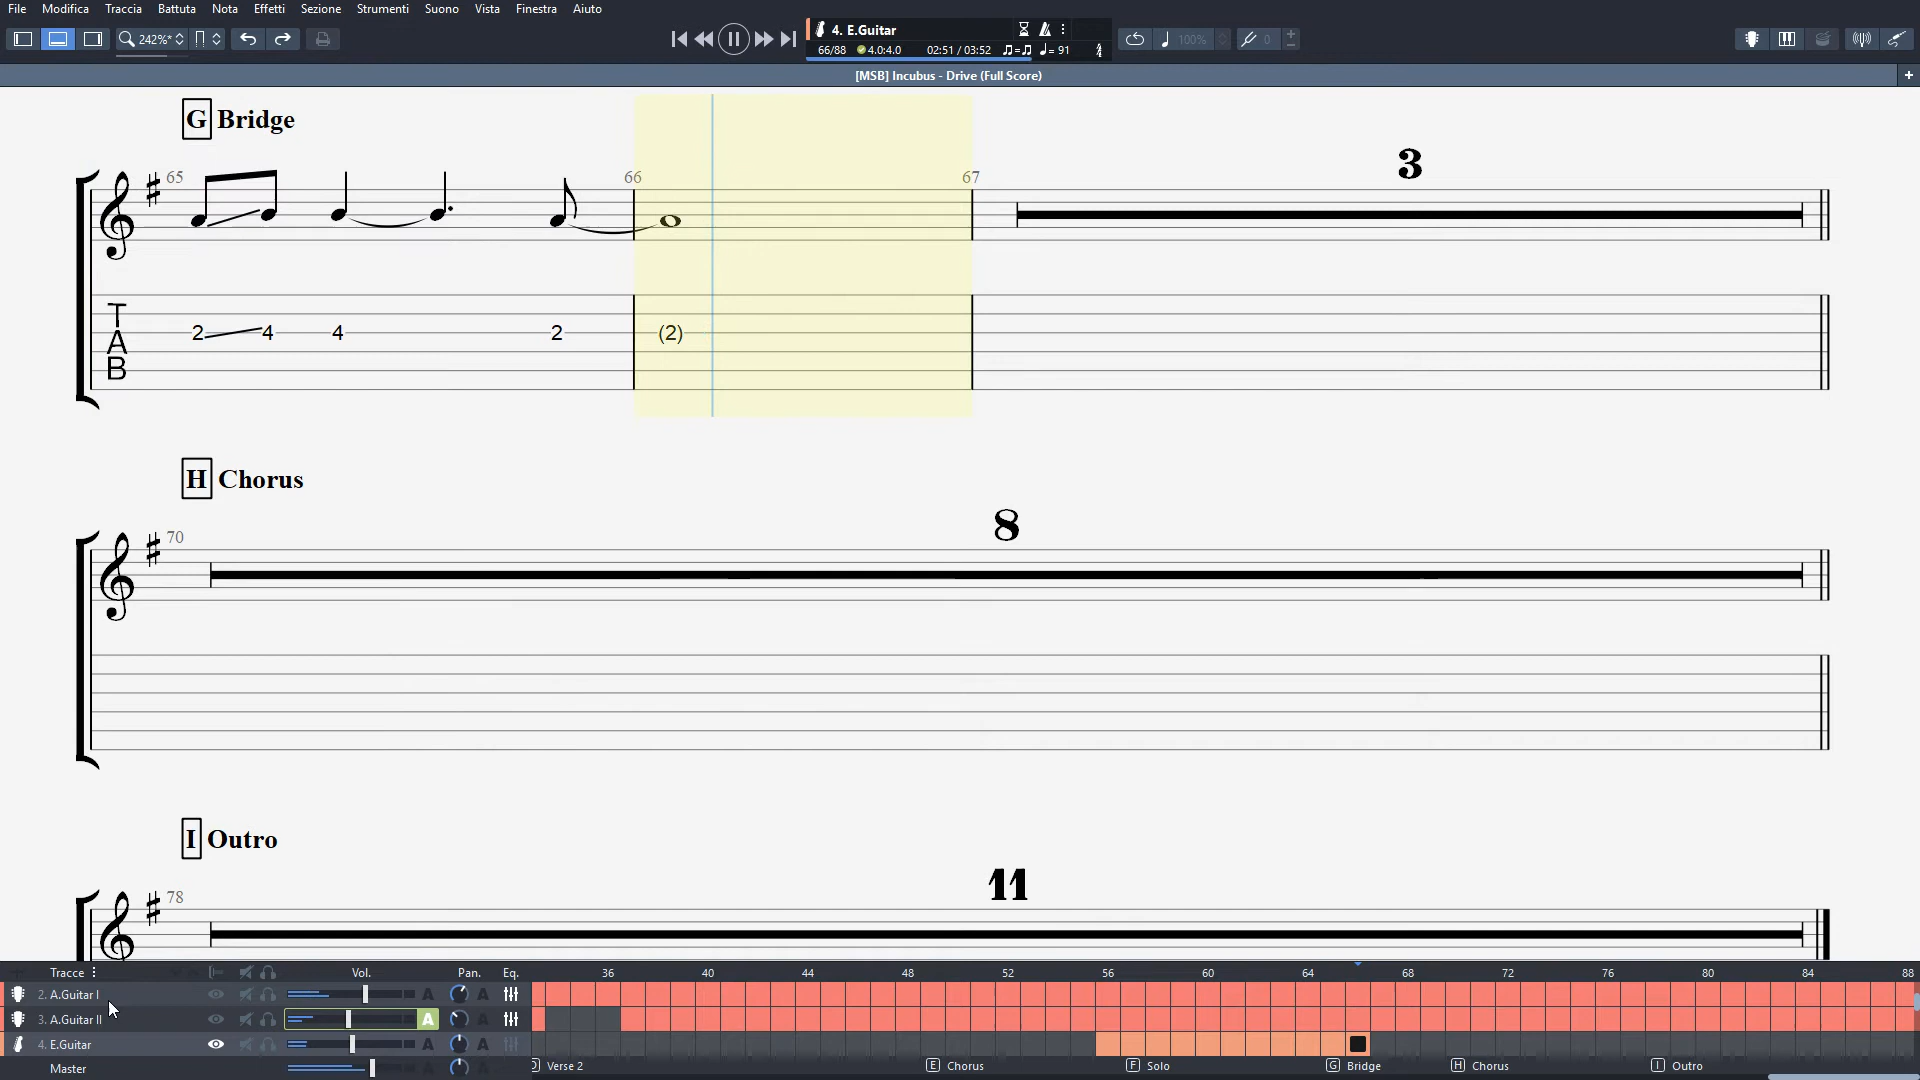 File Modifica Traccia Battuta Nota Effetti Sezione Strumenti Suono Vista Finestra Aiuto
242%*
4. E.Guitar
66/88 4.0:4.0 02:51 / 03:52 = = 91
100%
0
[MSB] Incubus - Drive (Full Score)
G Bridge
65 66 67
3
T
A
B
2 4 4 2 (2)
H Chorus
70
8
I Outro
78
11
Tracce Vol. Pan. Eq. 36 40 44 48 52 56 60 64 68 72 76 80 84 88
2. A.Guitar I A A
3. A.Guitar II A A
4. E.Guitar A A
Master A
D Verse 2 E Chorus F Solo G Bridge H Chorus I Outro